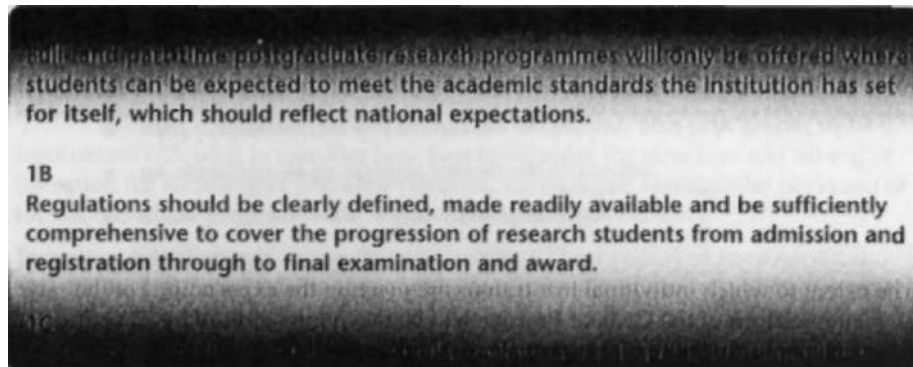 Full- and part-time postgraduate research programmes will only be offered where
students can be expected to meet the academic standards the institution has set
for itself, which should reflect national expectations.
1B
Regulations should be clearly defined, made readily available and be sufficiently
comprehensive to cover the progression of research students from admission and
registration through to final examination and award.
1C